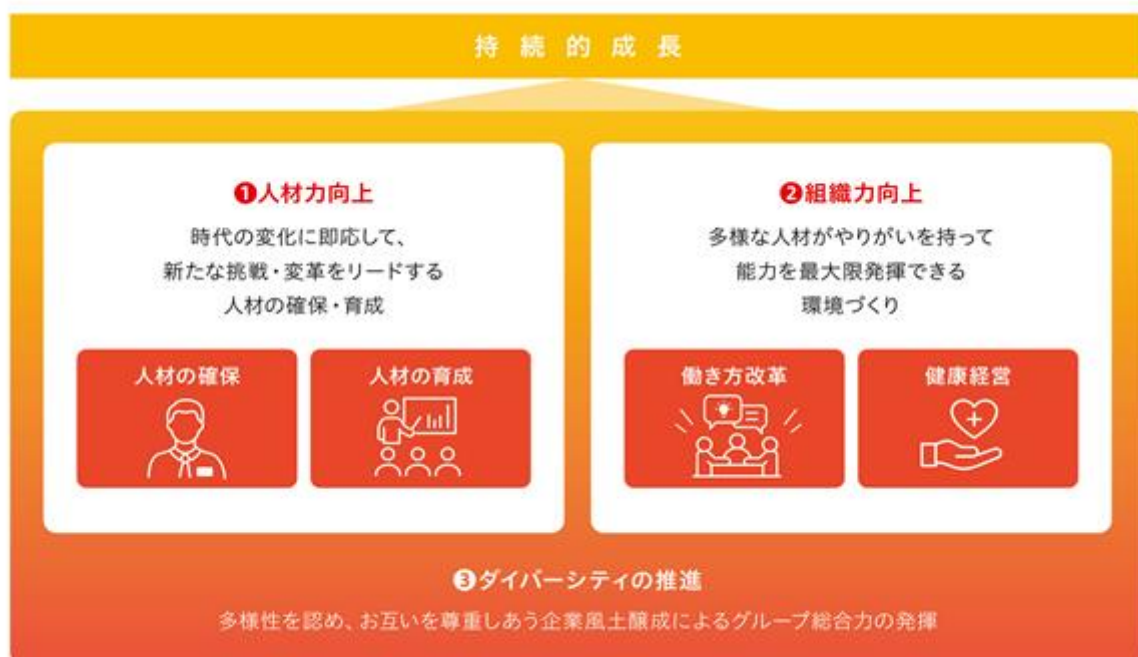 持続的成長
❶人材力向上
時代の変化に即応して、
新たな挑戦・変革をリードする
人材の確保・育成
人材の確保
人材の育成
❷組織力向上
多様な人材がやりがいを持って
能力を最大限発揮できる
環境づくり
働き方改革
健康経営
❸ダイバーシティの推進
多様性を認め、お互いを尊重しあう企業風土醸成によるグループ総合力の発揮